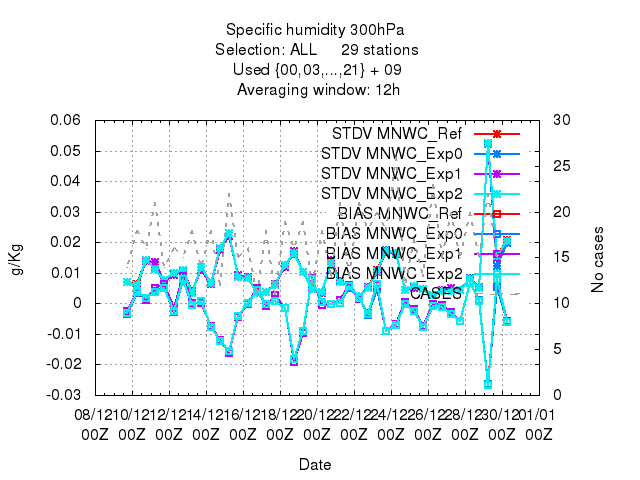 Specific humidity 300hPa
Selection: ALL 29 stations
Used {00,03,...,21} + 09
Averaging window: 12h
STDV MNWC_Ref
STDV MNWC_Exp0
STDV MNWC_Exp1
STDV MNWC_Exp2
BIAS MNWC_Ref
BIAS MNWC_Exp0
BIAS MNWC_Exp1
BIAS MNWC_Exp2
CASES
g/Kg
0.06
0.05
0.04
0.03
0.02
0.01
0
-0.01
-0.02
-0.03
No cases
30
25
20
15
10
5
0
08/12 10/12 12/12 14/12 16/12 18/12 20/12 22/12 24/12 26/12 28/12 30/12 01/01
00Z 00Z 00Z 00Z 00Z 00Z 00Z 00Z 00Z 00Z 00Z 00Z 00Z
Date